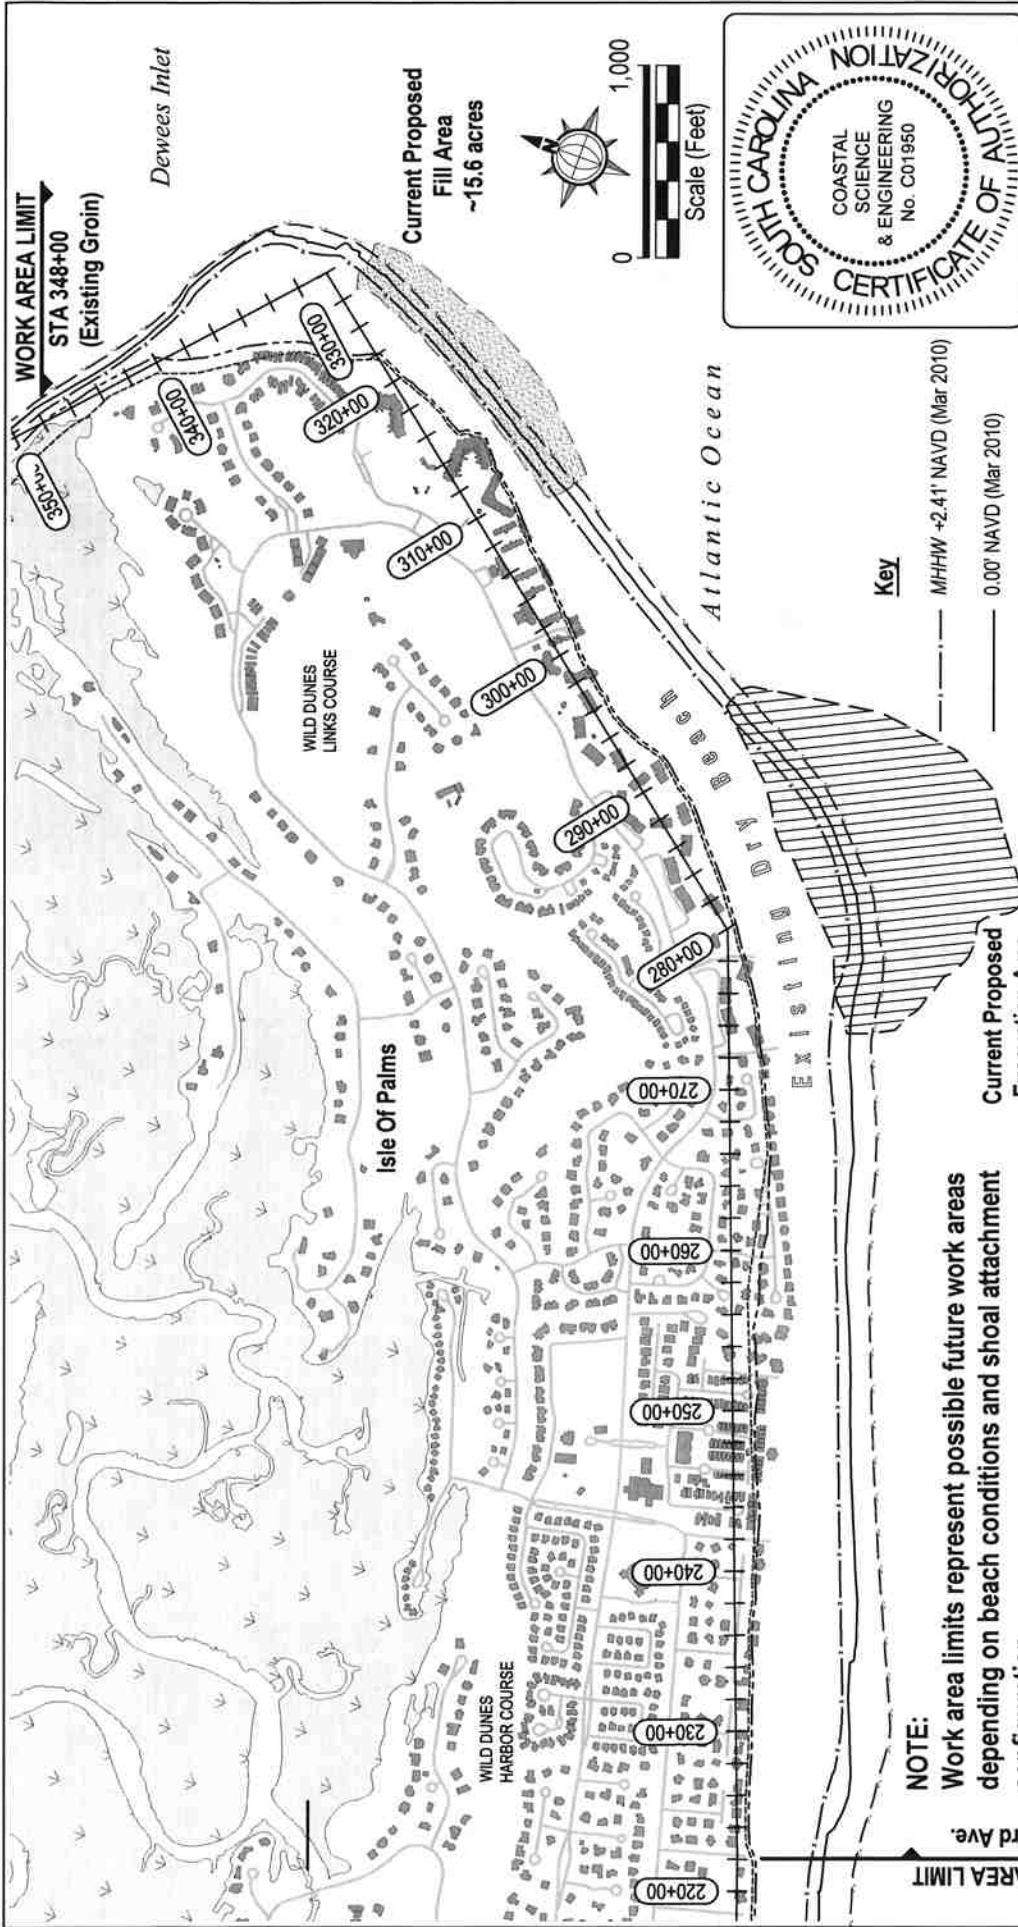 WORK AREA LIMIT
STA 348+00
(Existing Groin)
Dewees Inlet
Current Proposed
Fill Area
~15.6 acres
N
0 1,000
Scale (Feet)
SOUTH CAROLINA
COASTAL
SCIENCE
& ENGINEERING
No. C01950
CERTIFICATE OF AUTHORIZATION
340+00
330+00
320+00
310+00
300+00
290+00
280+00
270+00
260+00
250+00
240+00
230+00
220+00
WILD DUNES
LINKS COURSE
Isle Of Palms
WILD DUNES
HARBOR COURSE
Atlantic Ocean
Existing Dry Beach
Key
MHHW +2.41' NAVD (Mar 2010)
0.00' NAVD (Mar 2010)
Current Proposed
NOTE:
Work area limits represent possible future work areas
depending on beach conditions and shoal attachment
rd Ave.
AREA LIMIT